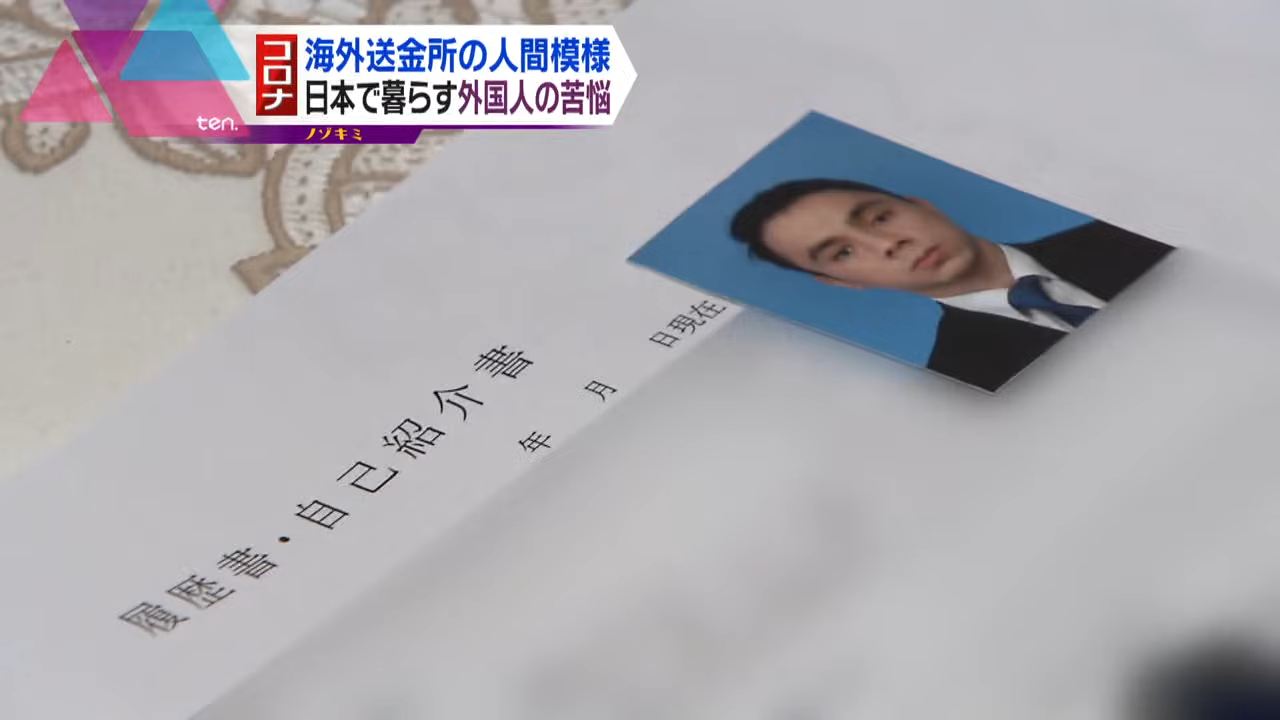 コロナ
海外送金所の人間模様
日本で暮らす外国人の苦悩
ten.
ノゾキミ
履歴書・自己紹介書
年 月 日現在